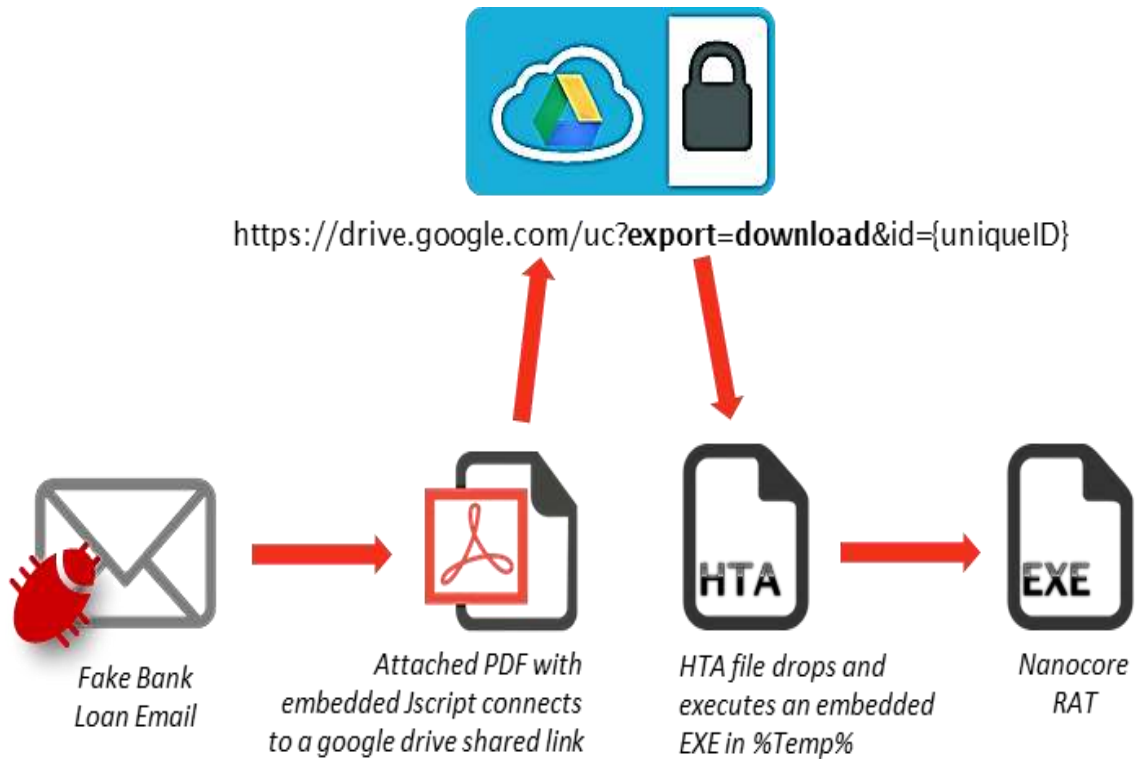 https://drive.google.com/uc?export=download&id={uniqueID}
HTA
EXE
Fake Bank
Loan Email
Attached PDF with
embedded Jscript connects
to a google drive shared link
HTA file drops and
executes an embedded
EXE in %Temp%
Nanocore
RAT